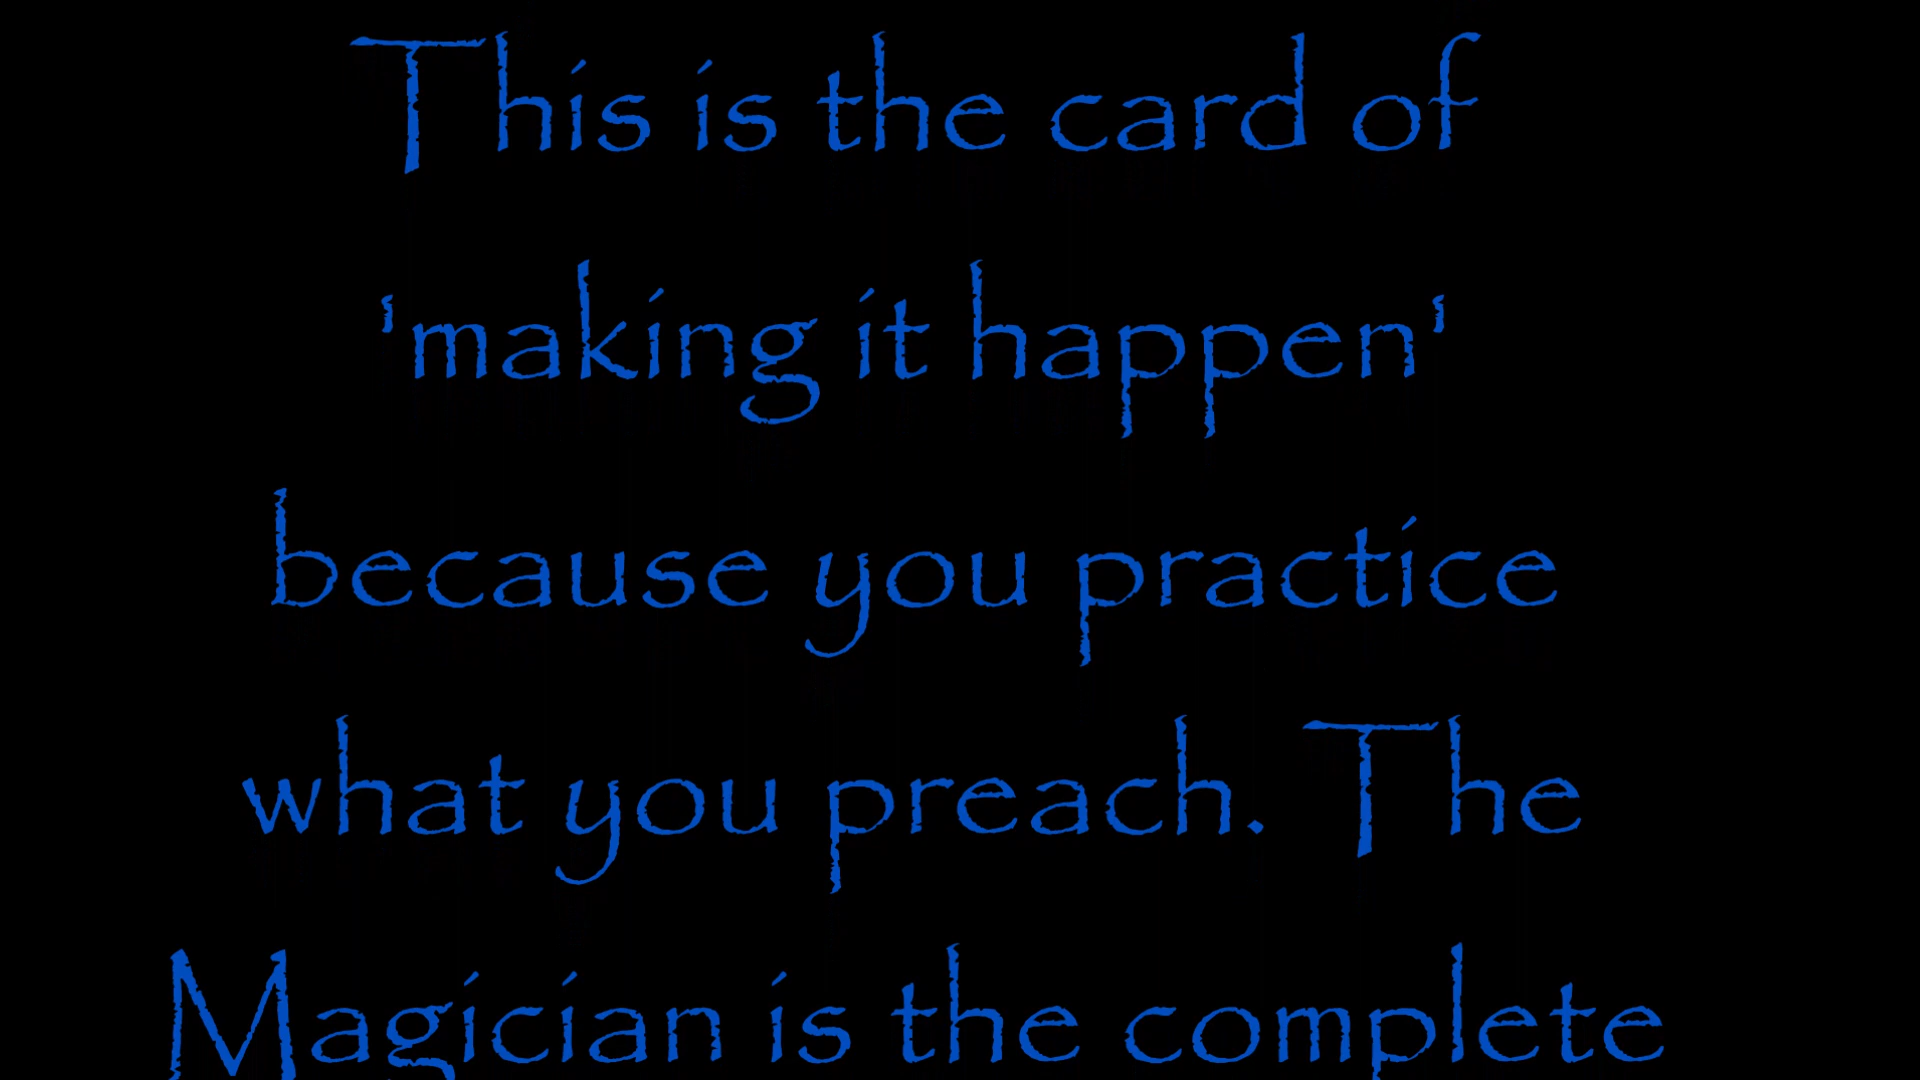 This is the card of
'making it happen'
because you practice
what you preach. The
Magician is the complete